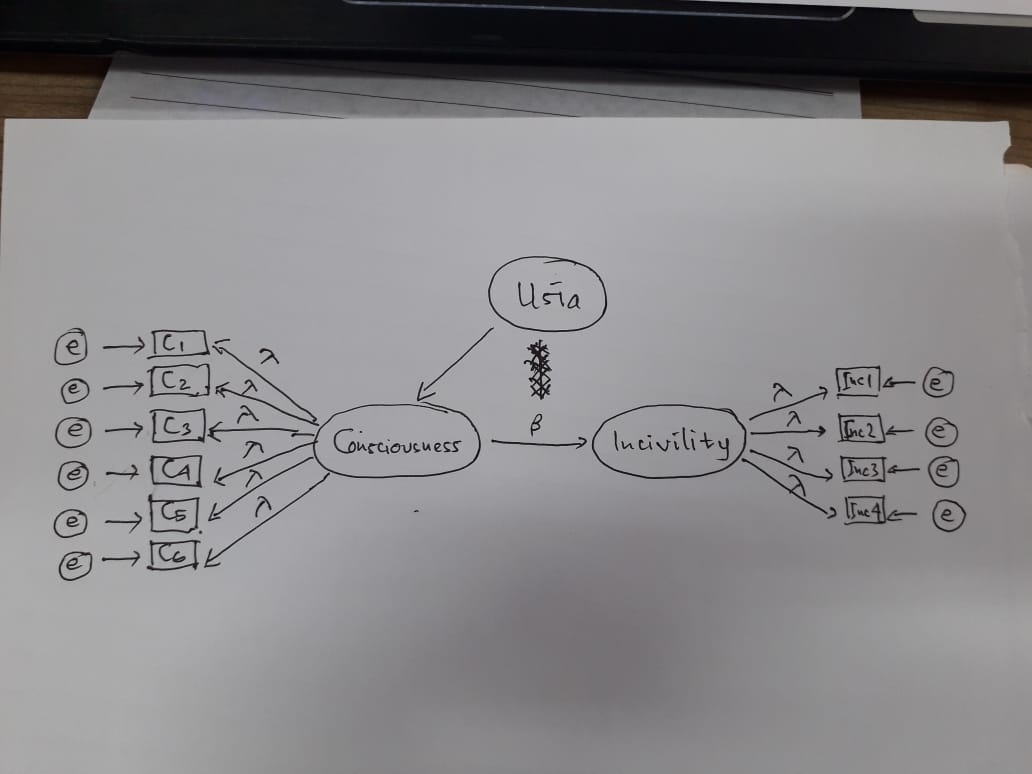 Usia
β
Consciousness
Incivility
e C1 λ
e C2 λ
e C3 λ
e C4 λ
e C5 λ
e C6 λ
λ Inc1 e
λ Inc2 e
λ Inc3 e
λ Inc4 e